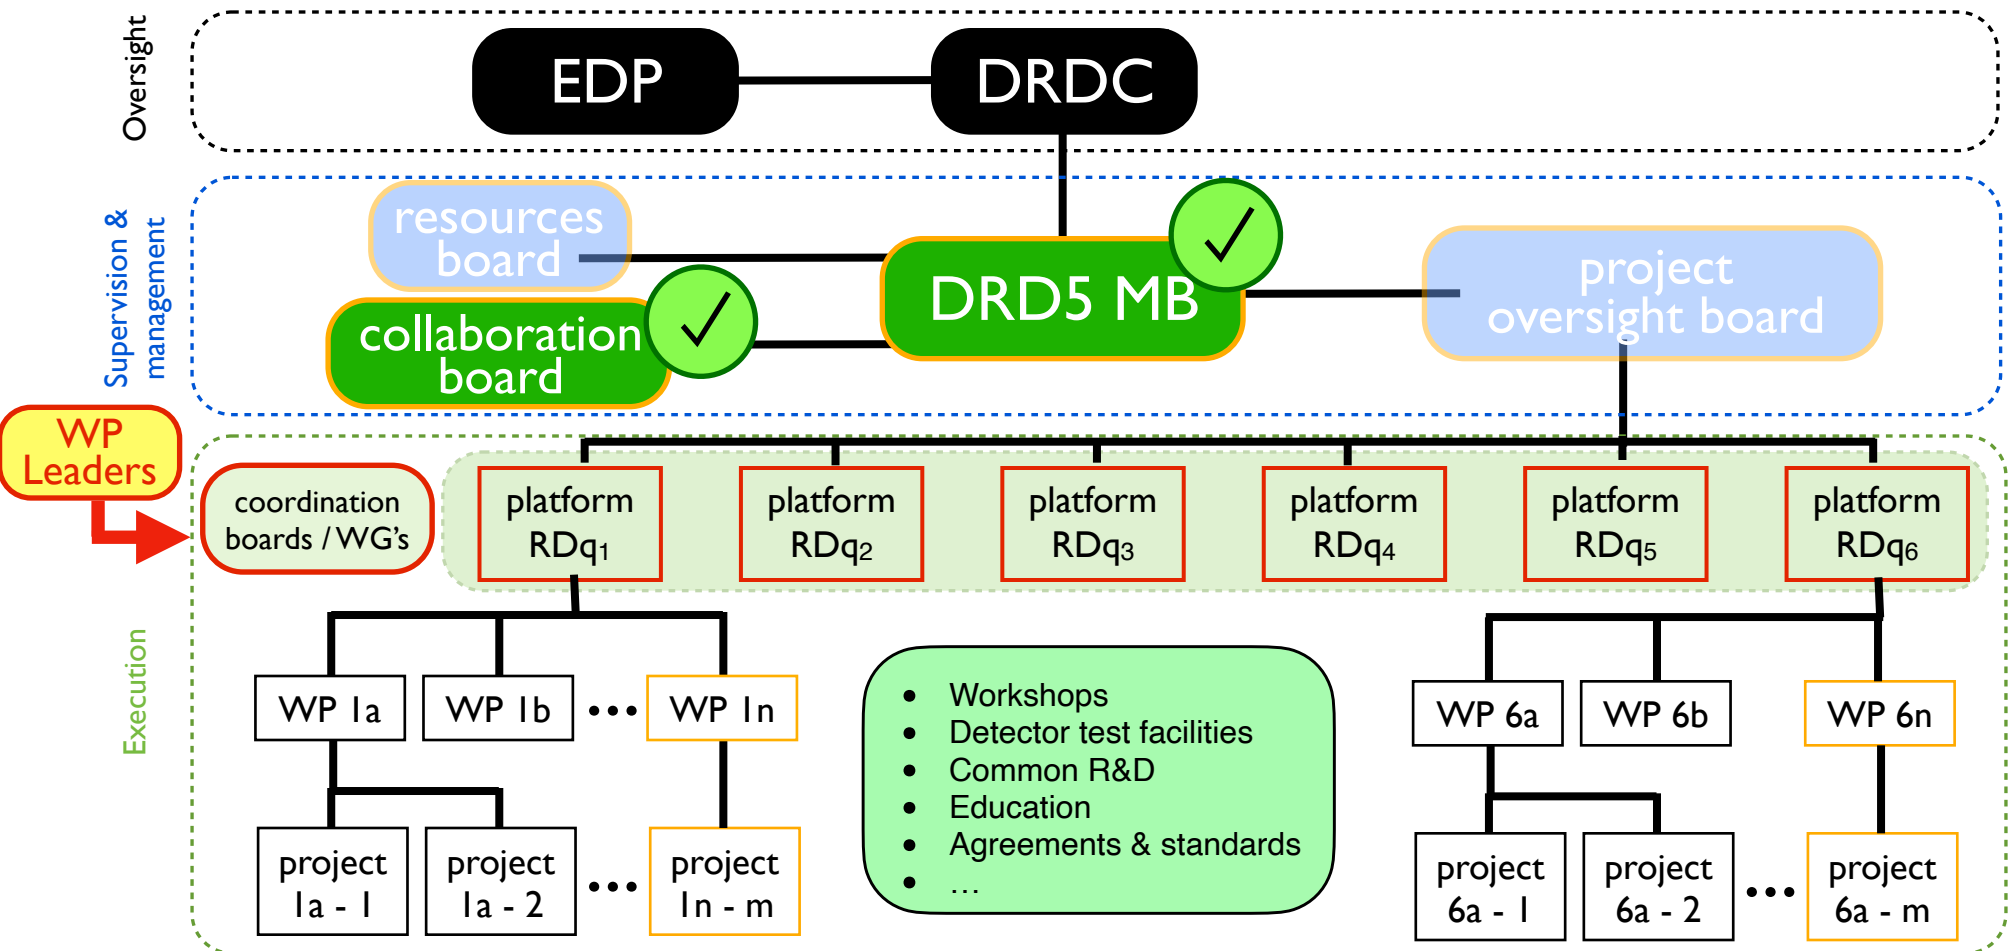 Oversight
EDP
DRDC
Supervision &
management
resources
board
collaboration
board
DRD5 MB
project
oversight board
WP
Leaders
Execution
coordination
boards / WG's
platform
RDq1
platform
RDq2
platform
RDq3
platform
RDq4
platform
RDq5
platform
RDq6
WP 1a
WP 1b
...
WP 1n
project
1a - 1
project
1a - 2
...
project
1n - m
• Workshops
• Detector test facilities
• Common R&D
• Education
• Agreements & standards
• …
WP 6a
WP 6b
WP 6n
project
6a - 1
project
6a - 2
...
project
6a - m